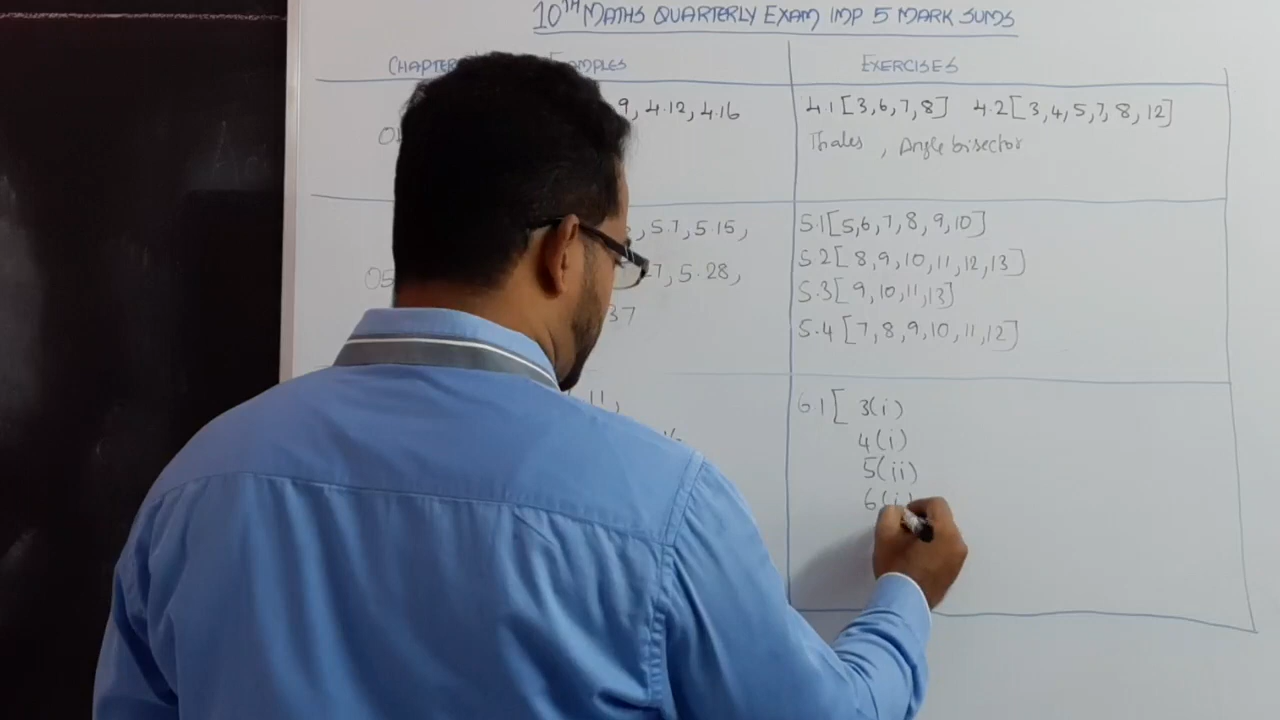 10TH MATHS QUARTERLY EXAM IMP 5 MARK SUMS
CHAPTER
EXERCISES
9, 4.12, 4.16
4.1 [3,6,7,8] 4.2 [3,4,5,7,8,12]
Thales, Angle bisector
, 5.7, 5.15,
5.1 [5,6,7,8,9,10]
5.2 [8,9,10,11,12,13]
7, 5.28,
5.3 [9,10,11,13]
37
5.4 [7,8,9,10,11,12]
11,
6.1 [ 3(i)
4(i)
5(ii)
6(i)